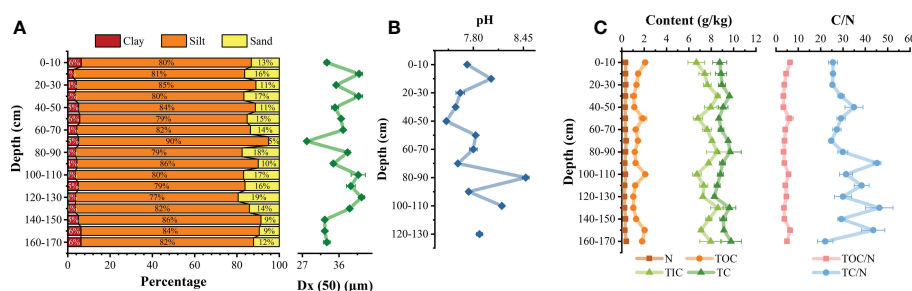 A
Clay Silt Sand
Depth (cm)
0-10
20-30
40-50
60-70
80-90
100-110
120-130
140-150
160-170
6% 80% 13%
81% 16%
85% 11%
80% 17%
84% 11%
79% 15%
82% 14%
90% 5%
79% 18%
86% 10%
80% 17%
79% 16%
77% 19%
82% 14%
86% 9%
84% 9%
6% 82% 12%
0 20 40 60 80 100
Percentage
27 36
Dx (50) (μm)
B
pH
7.80 8.45
Depth (cm)
0-10
20-30
40-50
60-70
80-90
100-110
120-130
C
Content (g/kg)
0 2 4 6 8 10 12
C/N
0 10 20 30 40 50 60
Depth (cm)
0-10
20-30
40-50
60-70
80-90
100-110
120-130
140-150
160-170
N TOC
TIC TC
TOC/N
TC/N